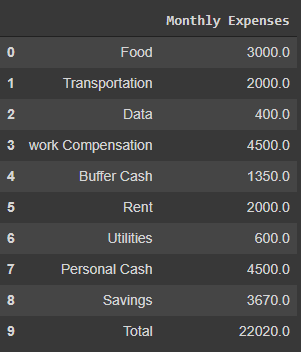 Monthly Expenses
0 Food 3000.0
1 Transportation 2000.0
2 Data 400.0
3 work Compensation 4500.0
4 Buffer Cash 1350.0
5 Rent 2000.0
6 Utilities 600.0
7 Personal Cash 4500.0
8 Savings 3670.0
9 Total 22020.0